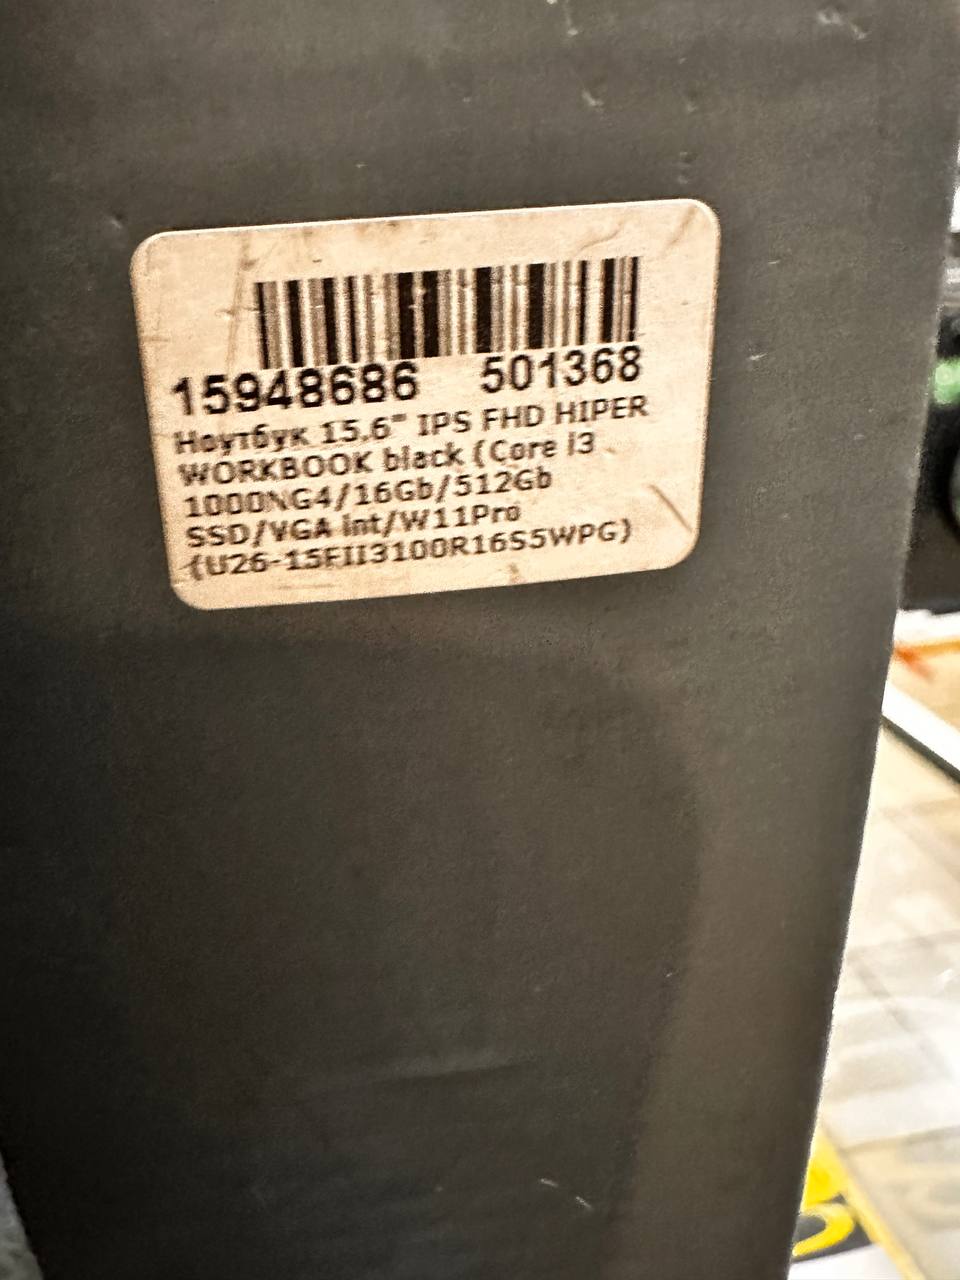 15948686 501368
Ноутбук 15.6" IPS FHD HIPER
WORKBOOK black (Core i3
1000NG4/16Gb/512Gb
SSD/VGA int/W11Pro
(U26-15FII3100R16S5WPG)